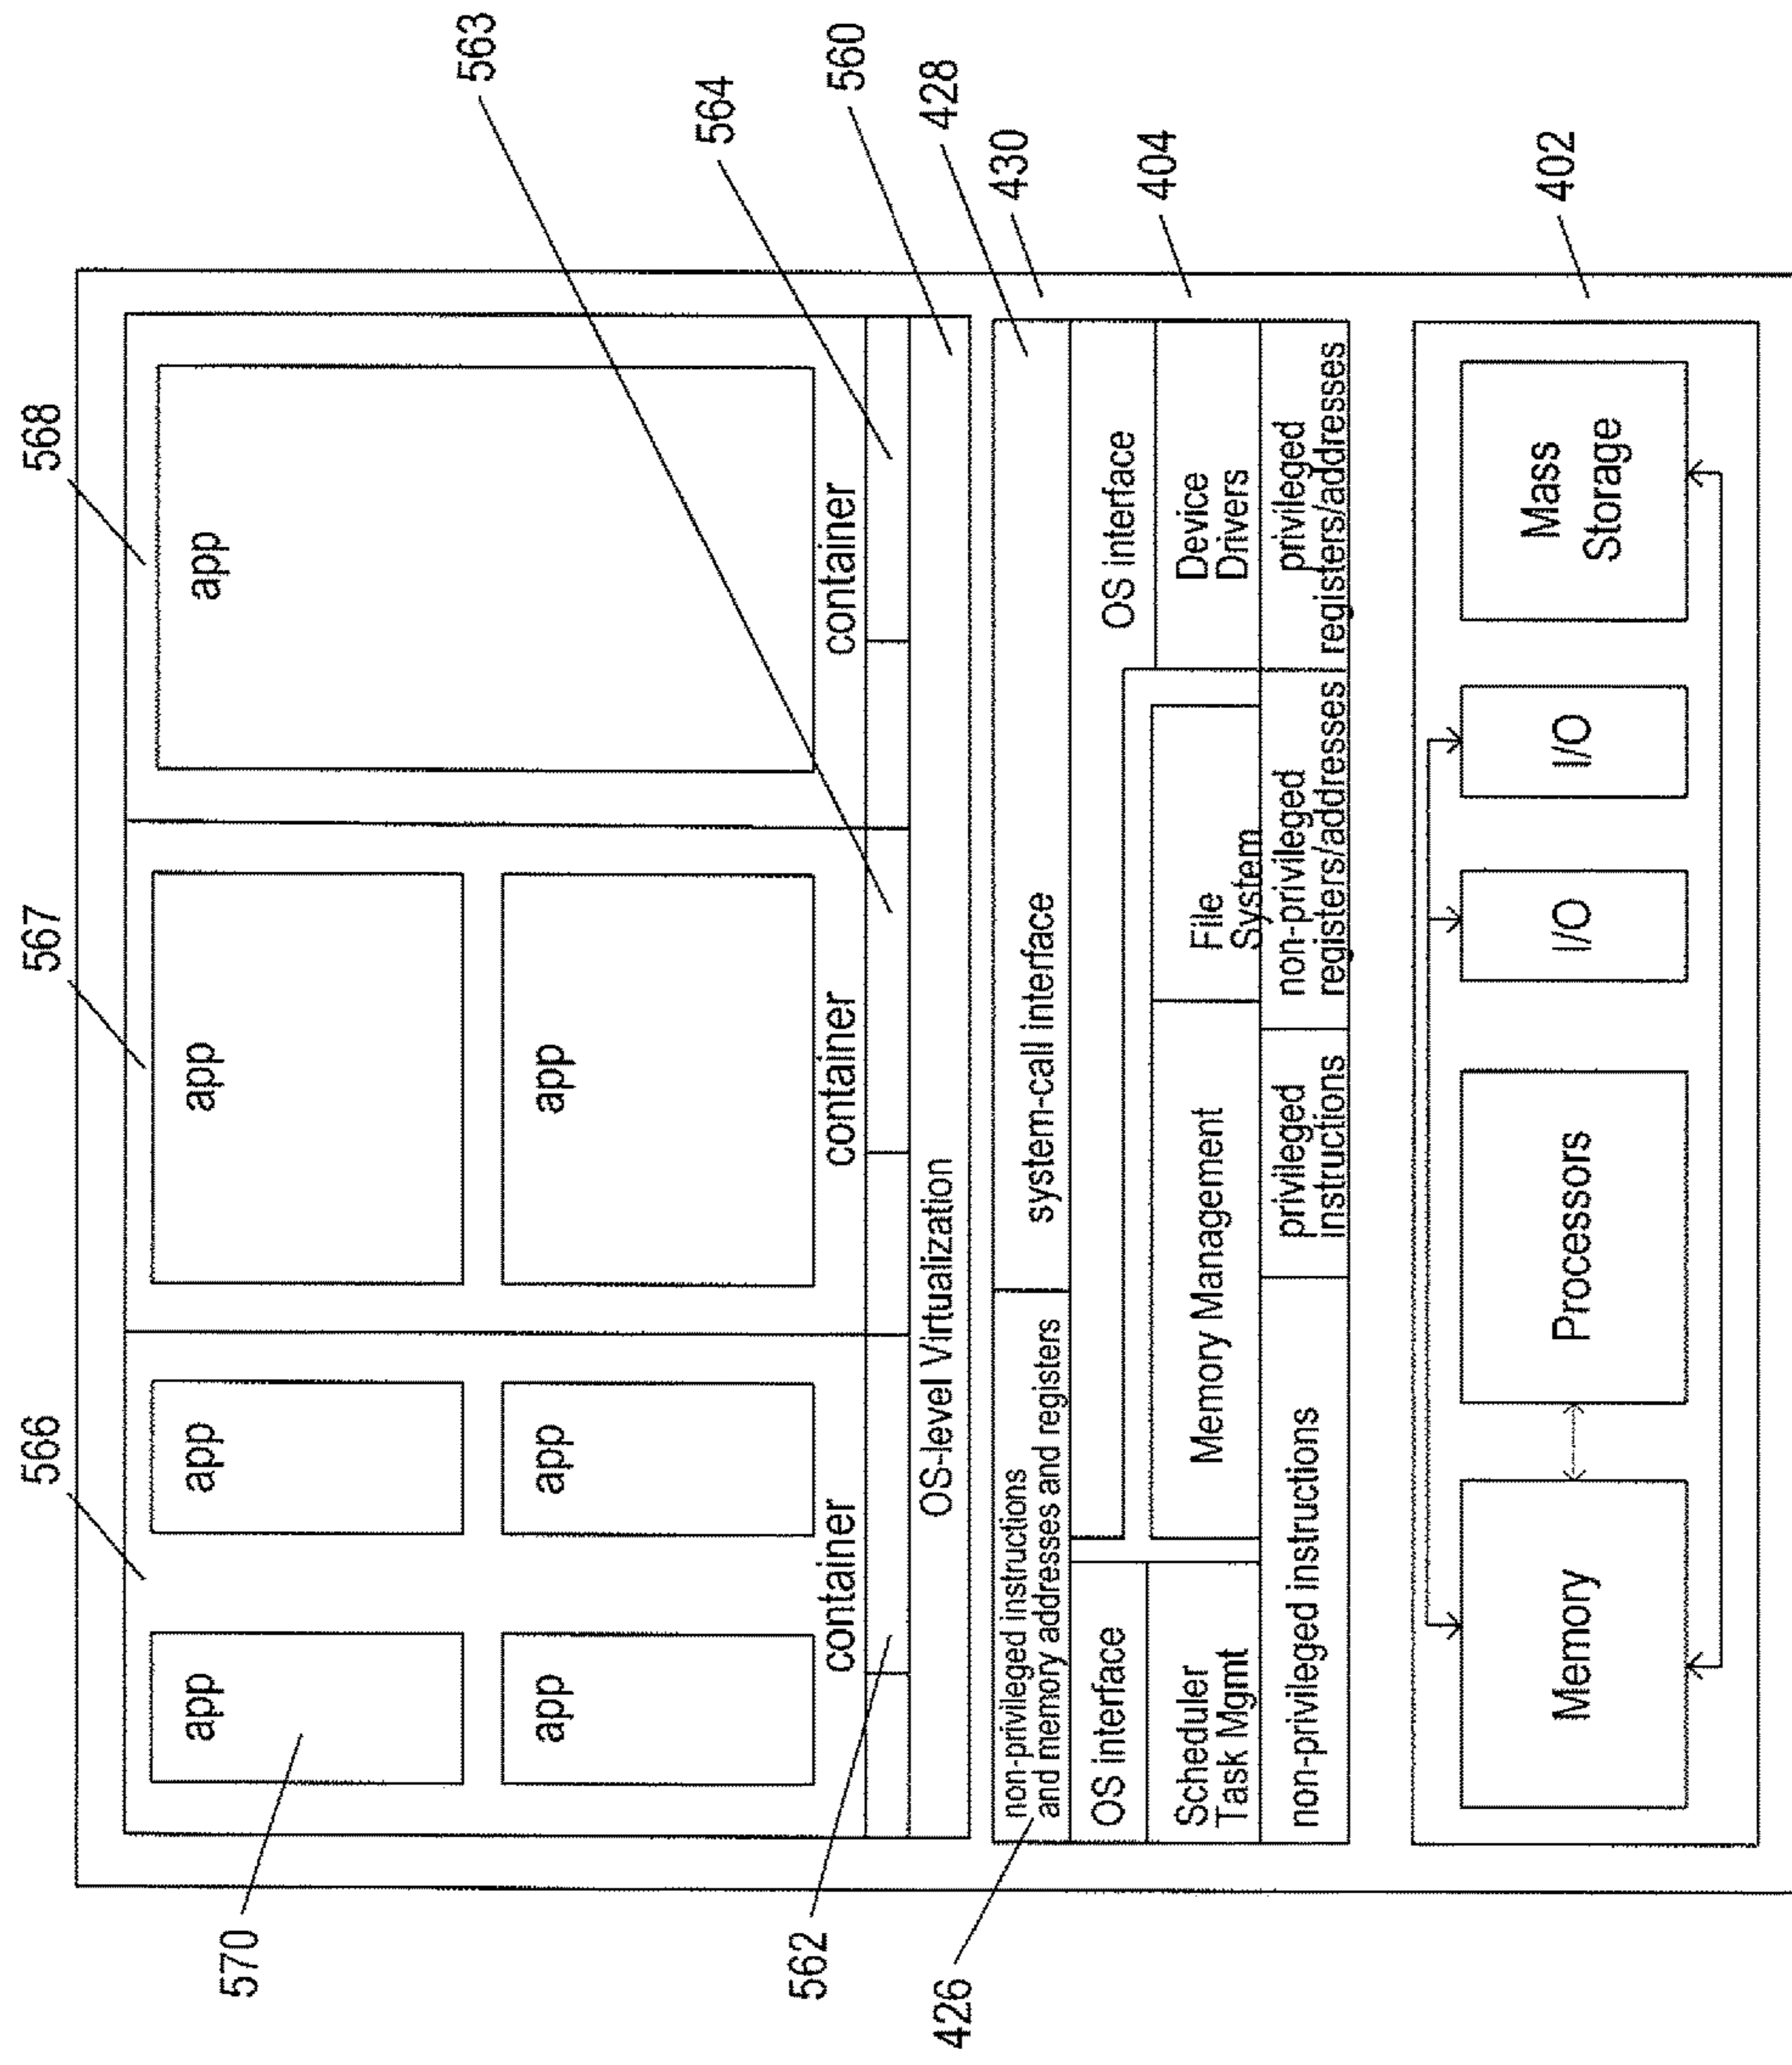 566
567
568
app
app
app
app
570
app
app
app
563
container
container
container
564
562
OS-level Virtualization
560
426
non-privileged instructions
and memory addresses and registers
system-call interface
428
430
OS interface
OS interface
404
Scheduler
Task Mgmt
Memory Management
File
System
Device
Drivers
non-privileged instructions
privileged
instructions
non-privileged
registers/addresses
privileged
registers/addresses
402
Memory
Processors
I/O
I/O
Mass
Storage